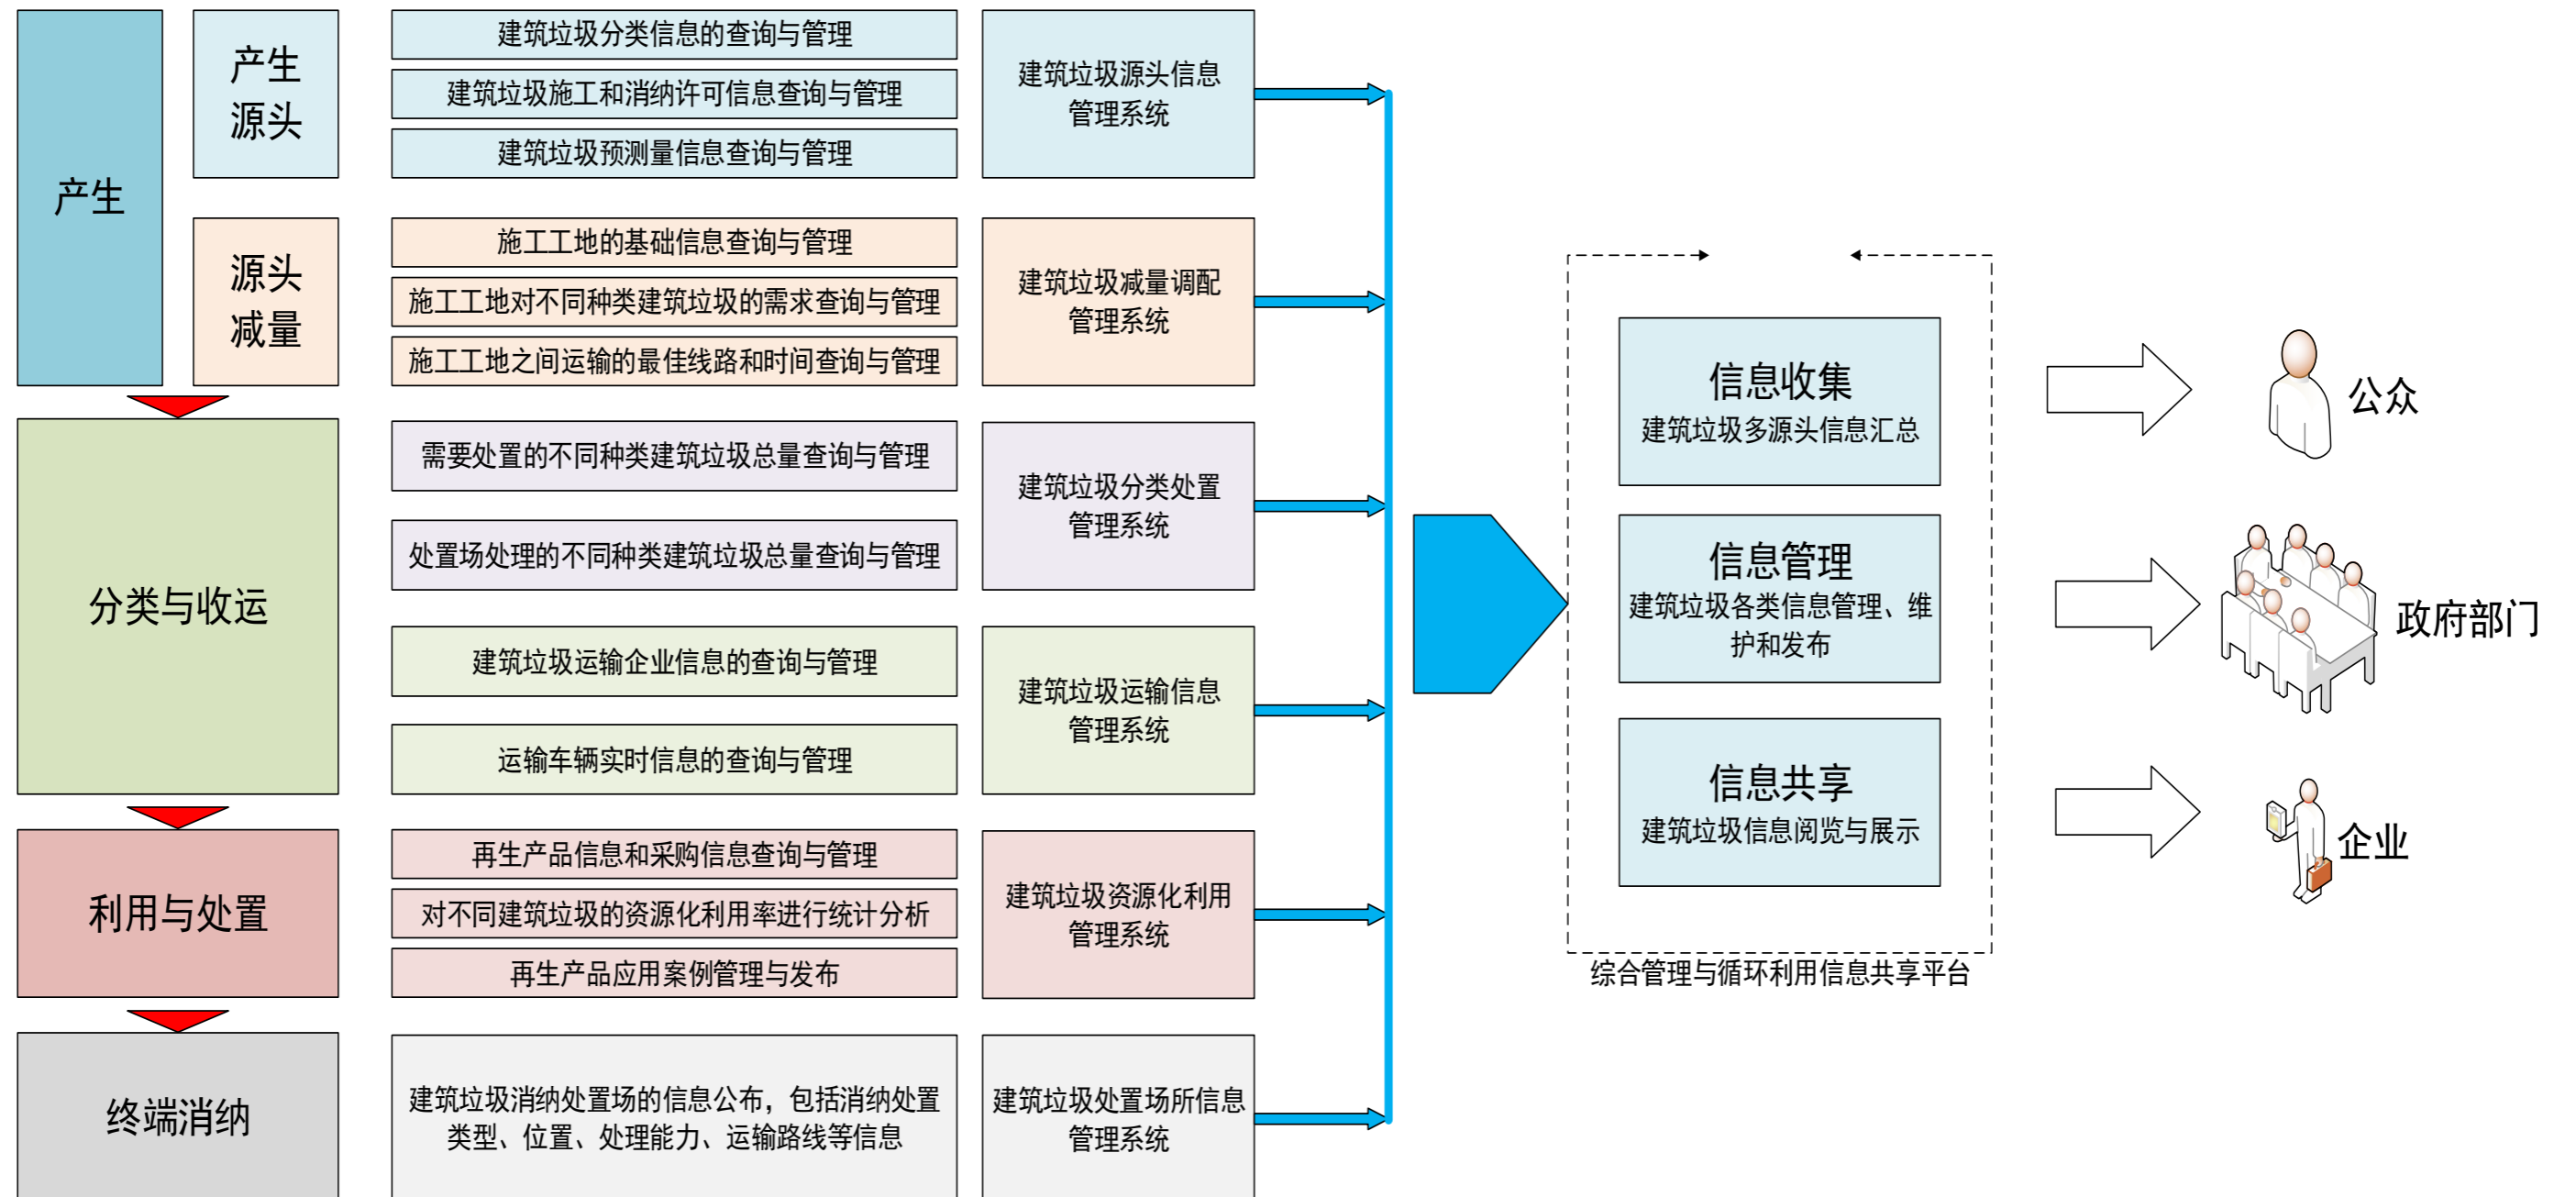 产生
产生
源头
建筑垃圾分类信息的查询与管理
建筑垃圾施工和消纳许可信息查询与管理
建筑垃圾预测量信息查询与管理
建筑垃圾源头信息
管理系统
源头
减量
施工工地的基础信息查询与管理
施工工地对不同种类建筑垃圾的需求查询与管理
施工工地之间运输的最佳线路和时间查询与管理
建筑垃圾减量调配
管理系统
分类与收运
需要处置的不同种类建筑垃圾总量查询与管理
处置场处理的不同种类建筑垃圾总量查询与管理
建筑垃圾分类处置
管理系统
建筑垃圾运输企业信息的查询与管理
运输车辆实时信息的查询与管理
建筑垃圾运输信息
管理系统
利用与处置
再生产品信息和采购信息查询与管理
对不同建筑垃圾的资源化利用率进行统计分析
再生产品应用案例管理与发布
建筑垃圾资源化利用
管理系统
终端消纳
建筑垃圾消纳处置场的信息公布，包括消纳处置
类型、位置、处理能力、运输路线等信息
建筑垃圾处置场所信息
管理系统
信息收集
建筑垃圾多源头信息汇总
信息管理
建筑垃圾各类信息管理、维
护和发布
信息共享
建筑垃圾信息阅览与展示
综合管理与循环利用信息共享平台
公众
政府部门
企业